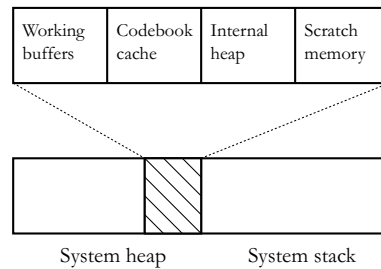 Working
buffers
Codebook
cache
Internal
heap
Scratch
memory
System heap
System stack